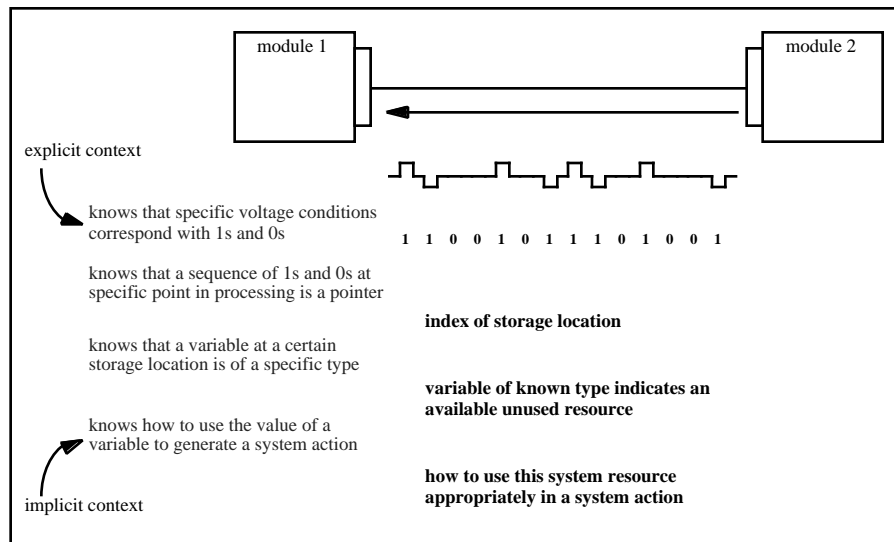 module 1
module 2
explicit context
knows that specific voltage conditions
correspond with 1s and 0s
1 1 0 0 1 0 1 1 1 0 1 0 0 1
knows that a sequence of 1s and 0s at
specific point in processing is a pointer
index of storage location
knows that a variable at a certain
storage location is of a specific type
variable of known type indicates an
available unused resource
knows how to use the value of a
variable to generate a system action
how to use this system resource
appropriately in a system action
implicit context